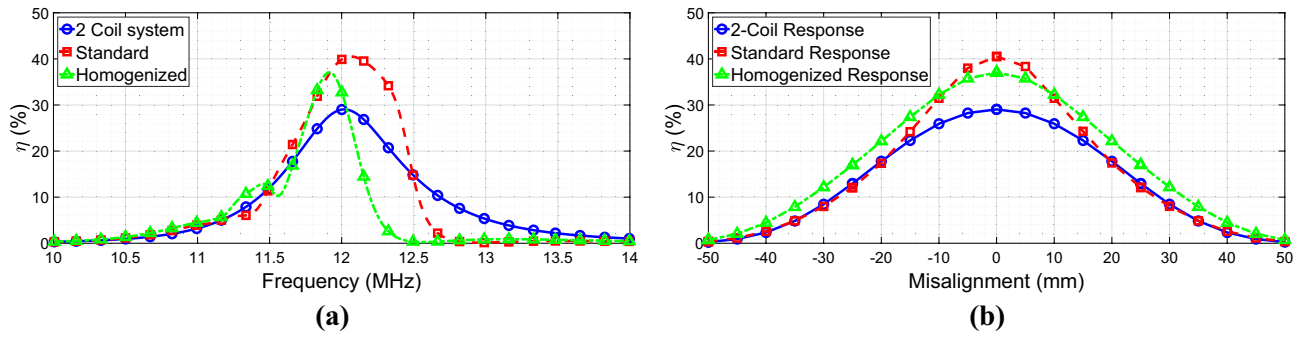 50
40
30
20
10
0
η (%)
2 Coil system
Standard
Homogenized
10 10.5 11 11.5 12 12.5 13 13.5 14
Frequency (MHz)
(a)
50
40
30
20
10
0
η (%)
2-Coil Response
Standard Response
Homogenized Response
-50 -40 -30 -20 -10 0 10 20 30 40 50
Misalignment (mm)
(b)